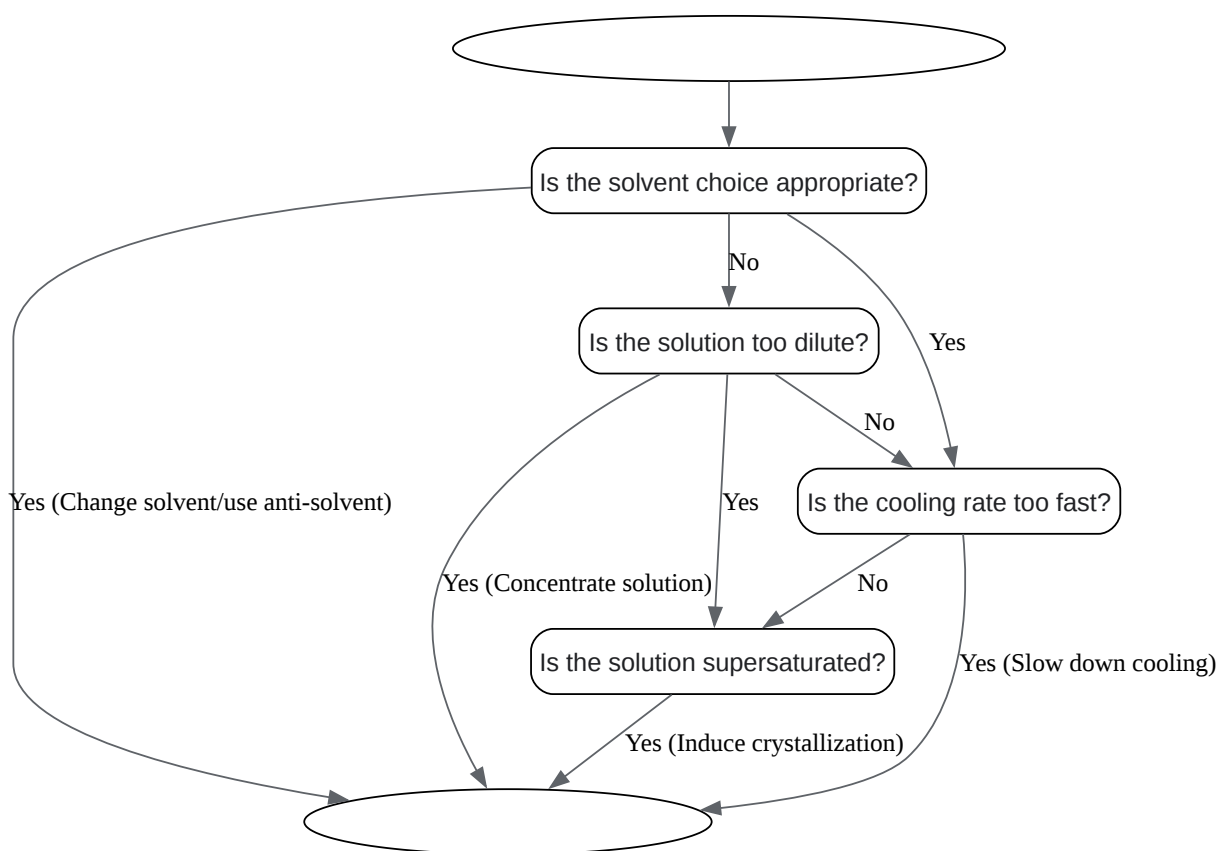 Is the solvent choice appropriate?
No
Is the solution too dilute?
Yes
No
Yes (Change solvent/use anti-solvent)
Yes
Is the cooling rate too fast?
Yes (Concentrate solution)
No
Is the solution supersaturated?
Yes (Slow down cooling)
Yes (Induce crystallization)